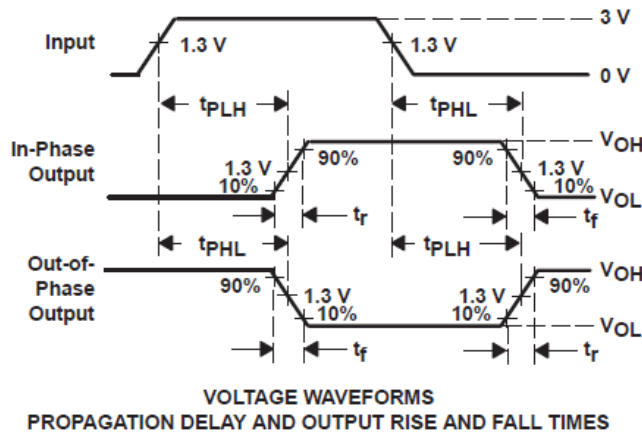 3 V
Input
1.3 V
1.3 V
0 V
tPLH
tPHL
In-Phase
Output
VOH
90%
90%
1.3 V
1.3 V
10%
10%
VOL
tr
tf
tPHL
tPLH
Out-of-
Phase
Output
VOH
90%
90%
1.3 V
1.3 V
10%
10%
VOL
tf
tr
VOLTAGE WAVEFORMS
PROPAGATION DELAY AND OUTPUT RISE AND FALL TIMES